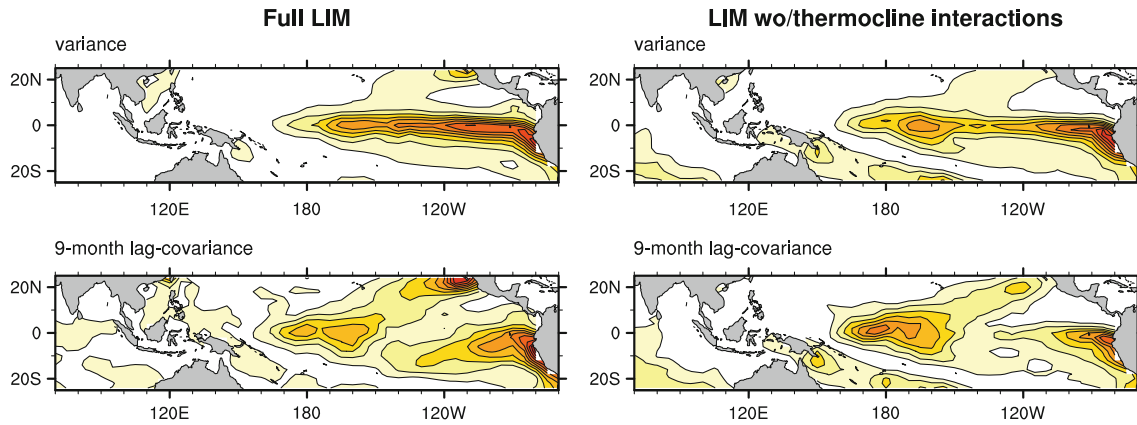 Full LIM
LIM wo/thermocline interactions
variance
variance
20N
0
20S
120E
180
120W
20N
0
20S
120E
180
120W
9-month lag-covariance
9-month lag-covariance
20N
0
20S
120E
180
120W
20N
0
20S
120E
180
120W